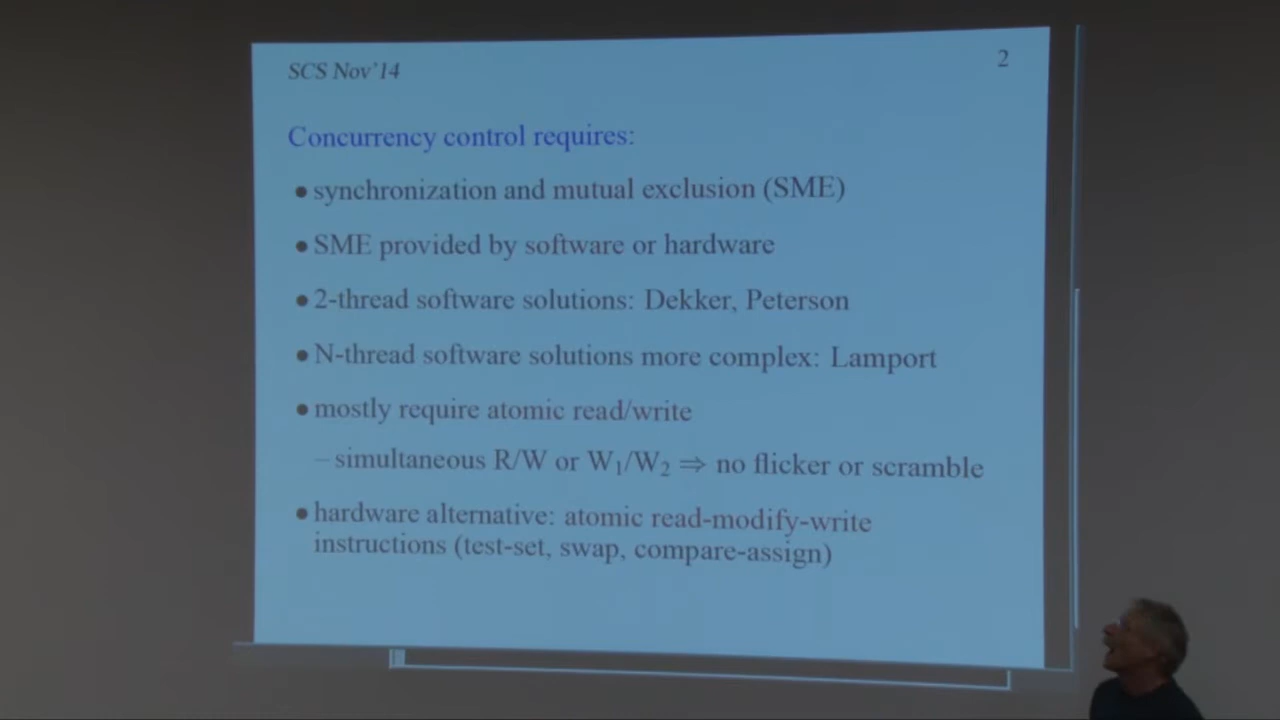 SCS Nov'14
2
Concurrency control requires:
• synchronization and mutual exclusion (SME)
• SME provided by software or hardware
• 2-thread software solutions: Dekker, Peterson
• N-thread software solutions more complex: Lamport
• mostly require atomic read/write
– simultaneous R/W or W₁/W₂ ⇒ no flicker or scramble
• hardware alternative: atomic read-modify-write
instructions (test-set, swap, compare-assign)